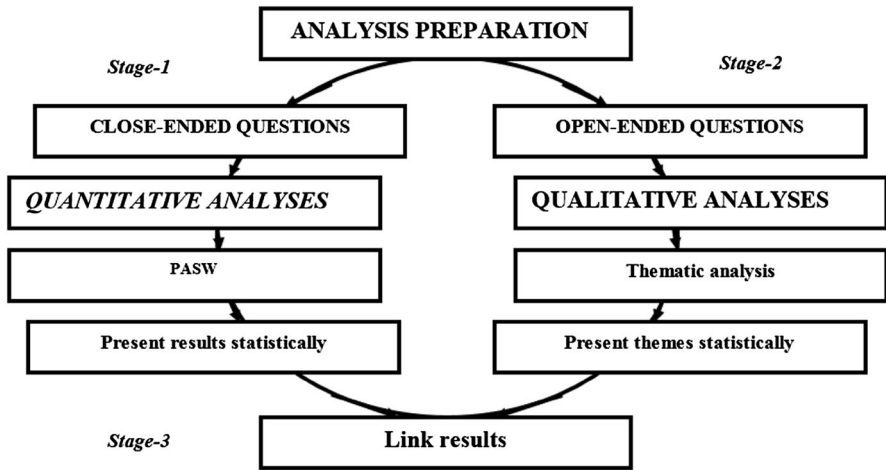 ANALYSIS PREPARATION
Stage-1
Stage-2
CLOSE-ENDED QUESTIONS
OPEN-ENDED QUESTIONS
QUANTITATIVE ANALYSES
QUALITATIVE ANALYSES
PASW
Thematic analysis
Present results statistically
Present themes statistically
Stage-3
Link results